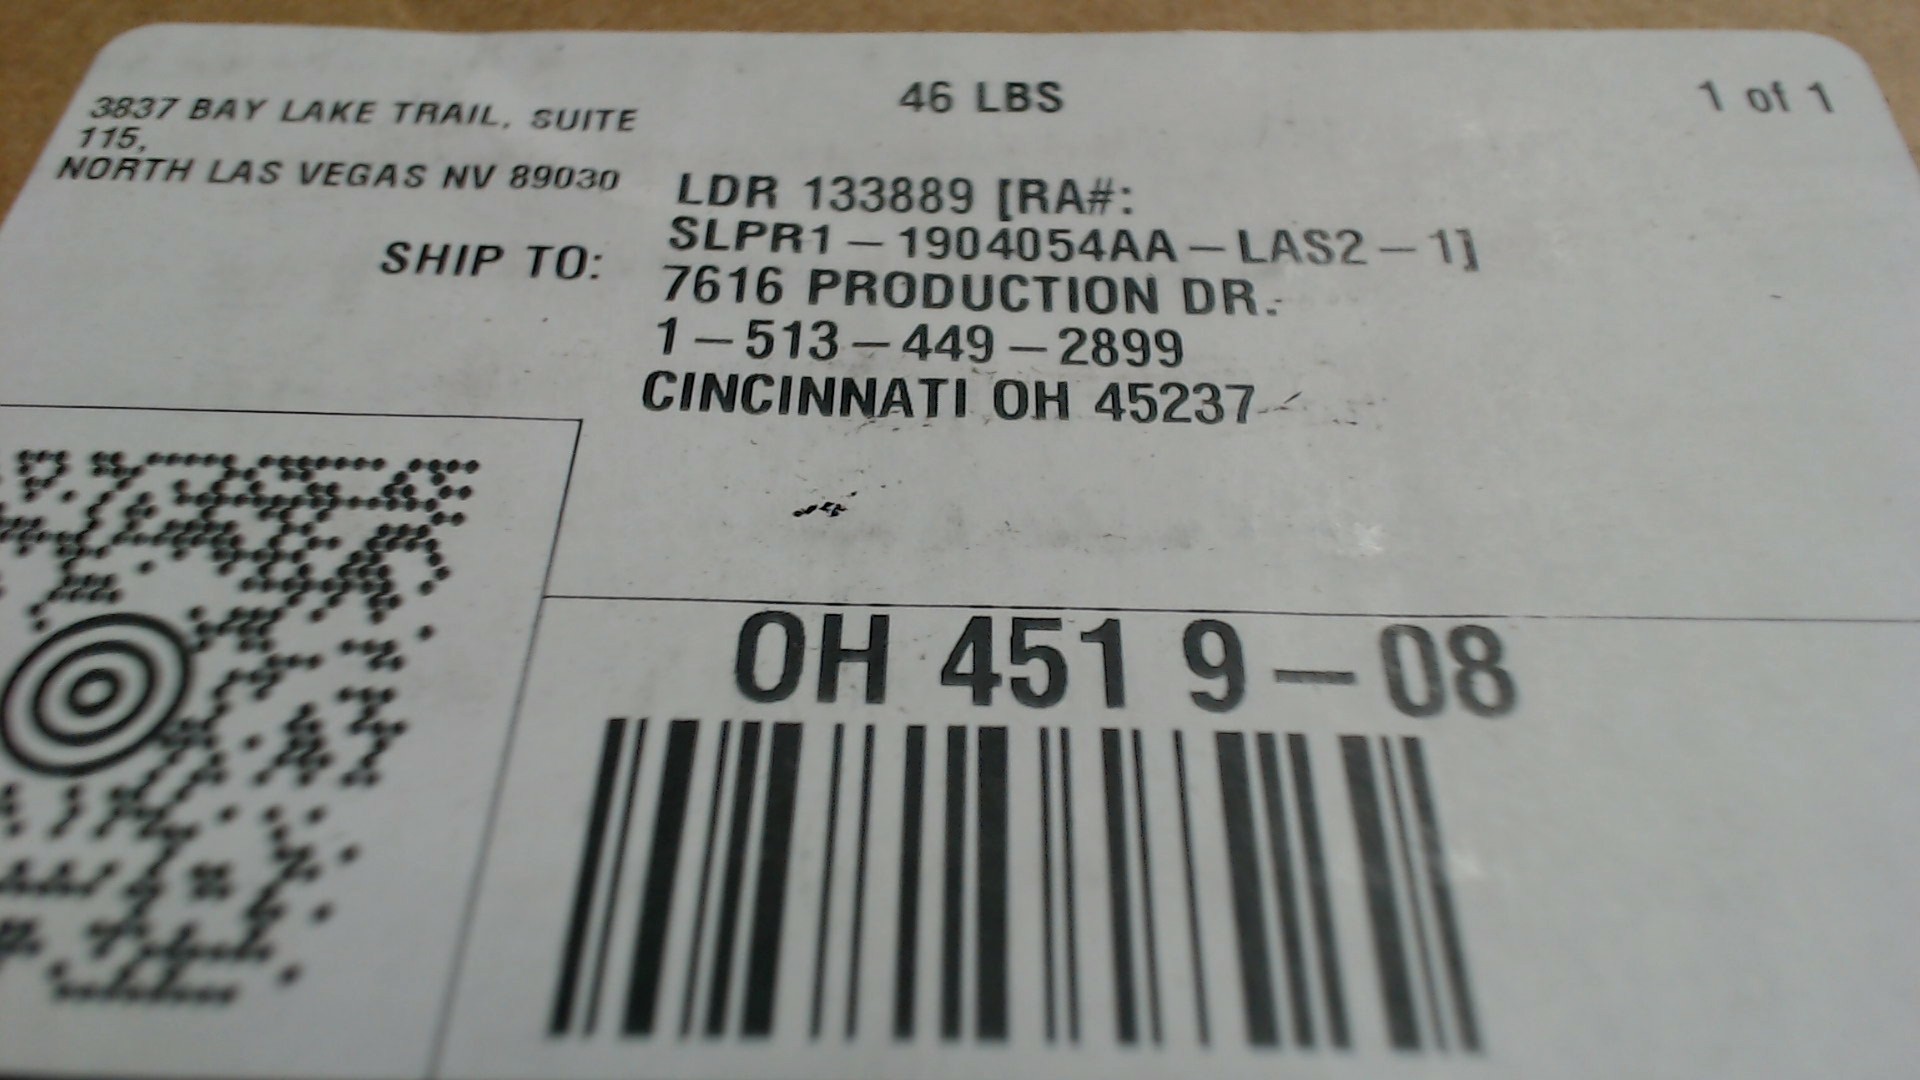 3837 BAY LAKE TRAIL, SUITE
115,
NORTH LAS VEGAS NV 89030
46 LBS
1 of 1
SHIP TO:
LDR 133889 [RA#:
SLPR1-1904054AA-LAS2-1]
7616 PRODUCTION DR.
1-513-449-2899
CINCINNATI OH 45237
OH 451 9-08